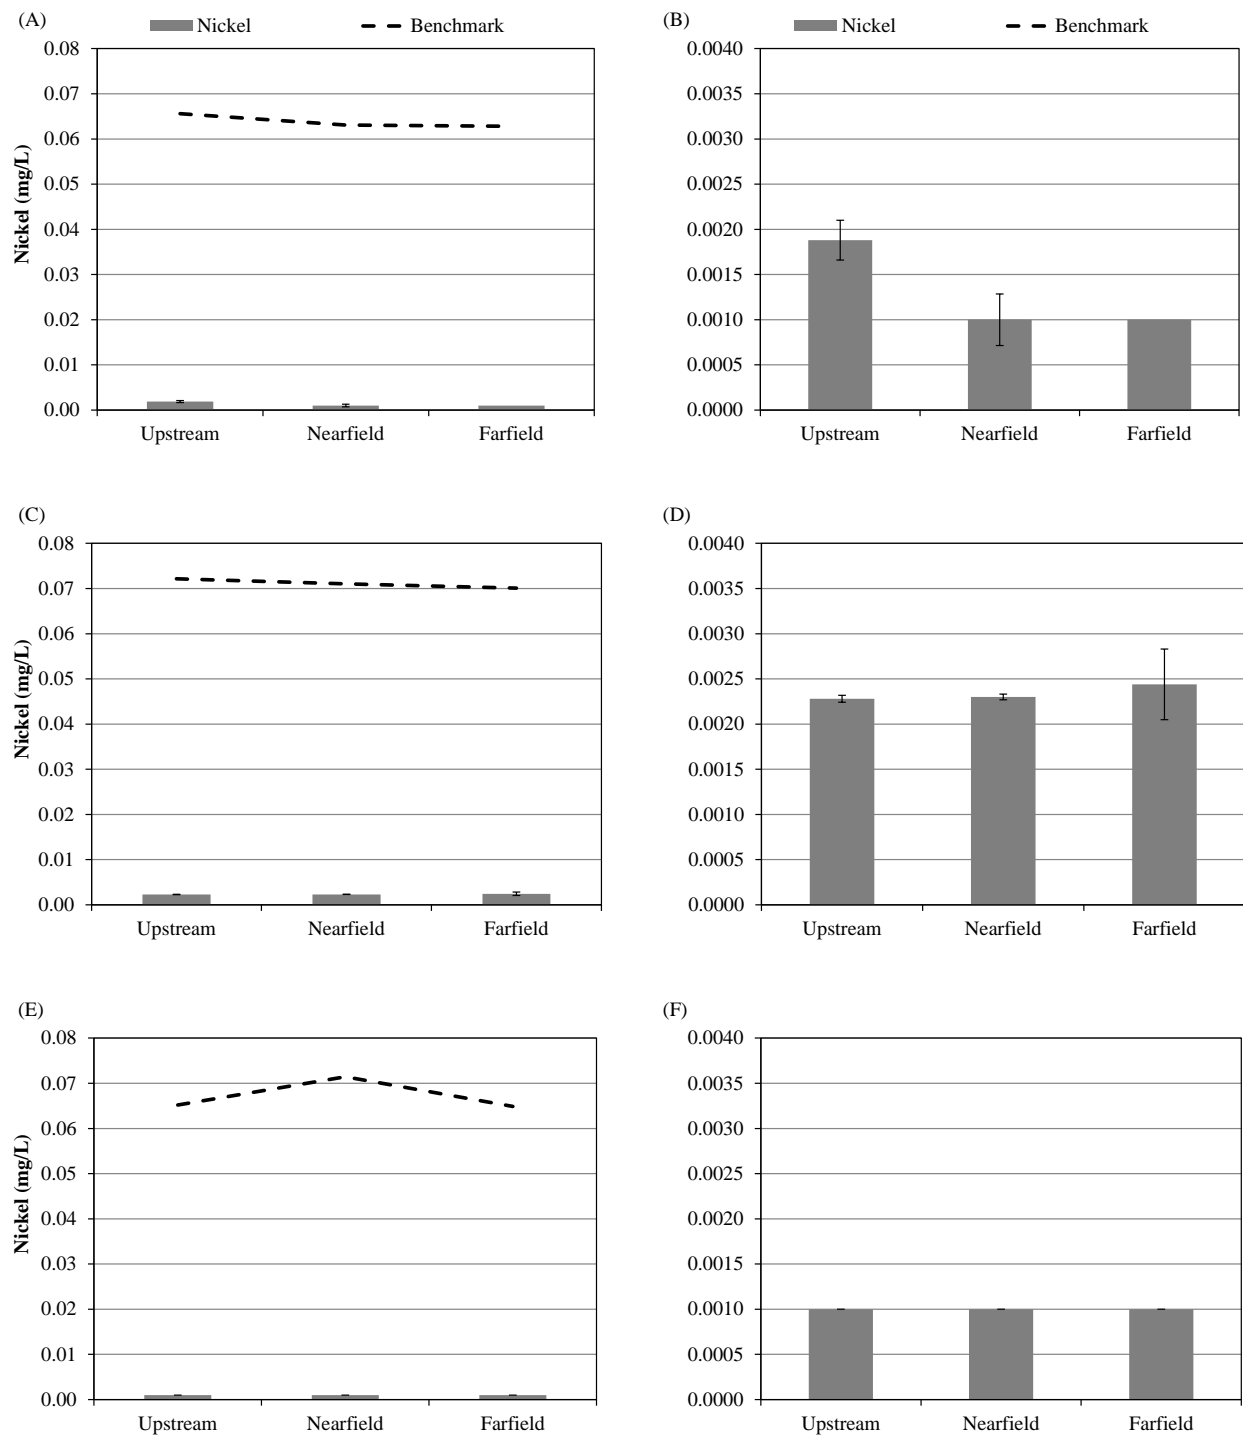 (A)
Nickel
Benchmark
0.08
0.07
0.06
0.05
0.04
0.03
0.02
0.01
0.00
Nickel (mg/L)
Upstream
Nearfield
Farfield
(B)
Nickel
Benchmark
0.0040
0.0035
0.0030
0.0025
0.0020
0.0015
0.0010
0.0005
0.0000
Upstream
Nearfield
Farfield
(C)
0.08
0.07
0.06
0.05
0.04
0.03
0.02
0.01
0.00
Nickel (mg/L)
Upstream
Nearfield
Farfield
(D)
0.0040
0.0035
0.0030
0.0025
0.0020
0.0015
0.0010
0.0005
0.0000
Upstream
Nearfield
Farfield
(E)
0.08
0.07
0.06
0.05
0.04
0.03
0.02
0.01
0.00
Nickel (mg/L)
Upstream
Nearfield
Farfield
(F)
0.0040
0.0035
0.0030
0.0025
0.0020
0.0015
0.0010
0.0005
0.0000
Upstream
Nearfield
Farfield